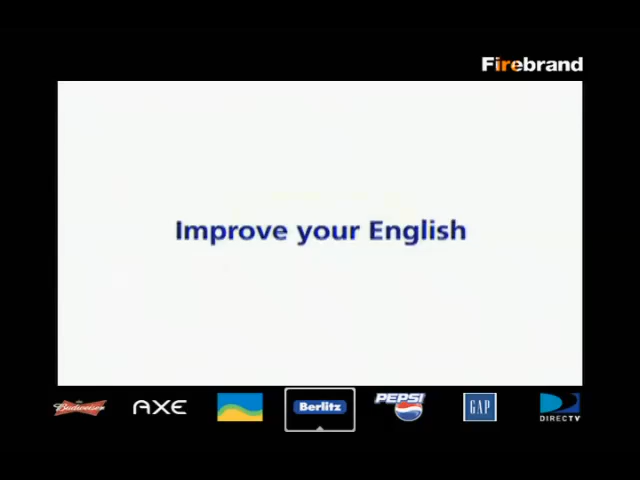 Firebrand
Improve your English
Budweiser
AXE
Berlitz
PEPSI
GAP
DIRECTV